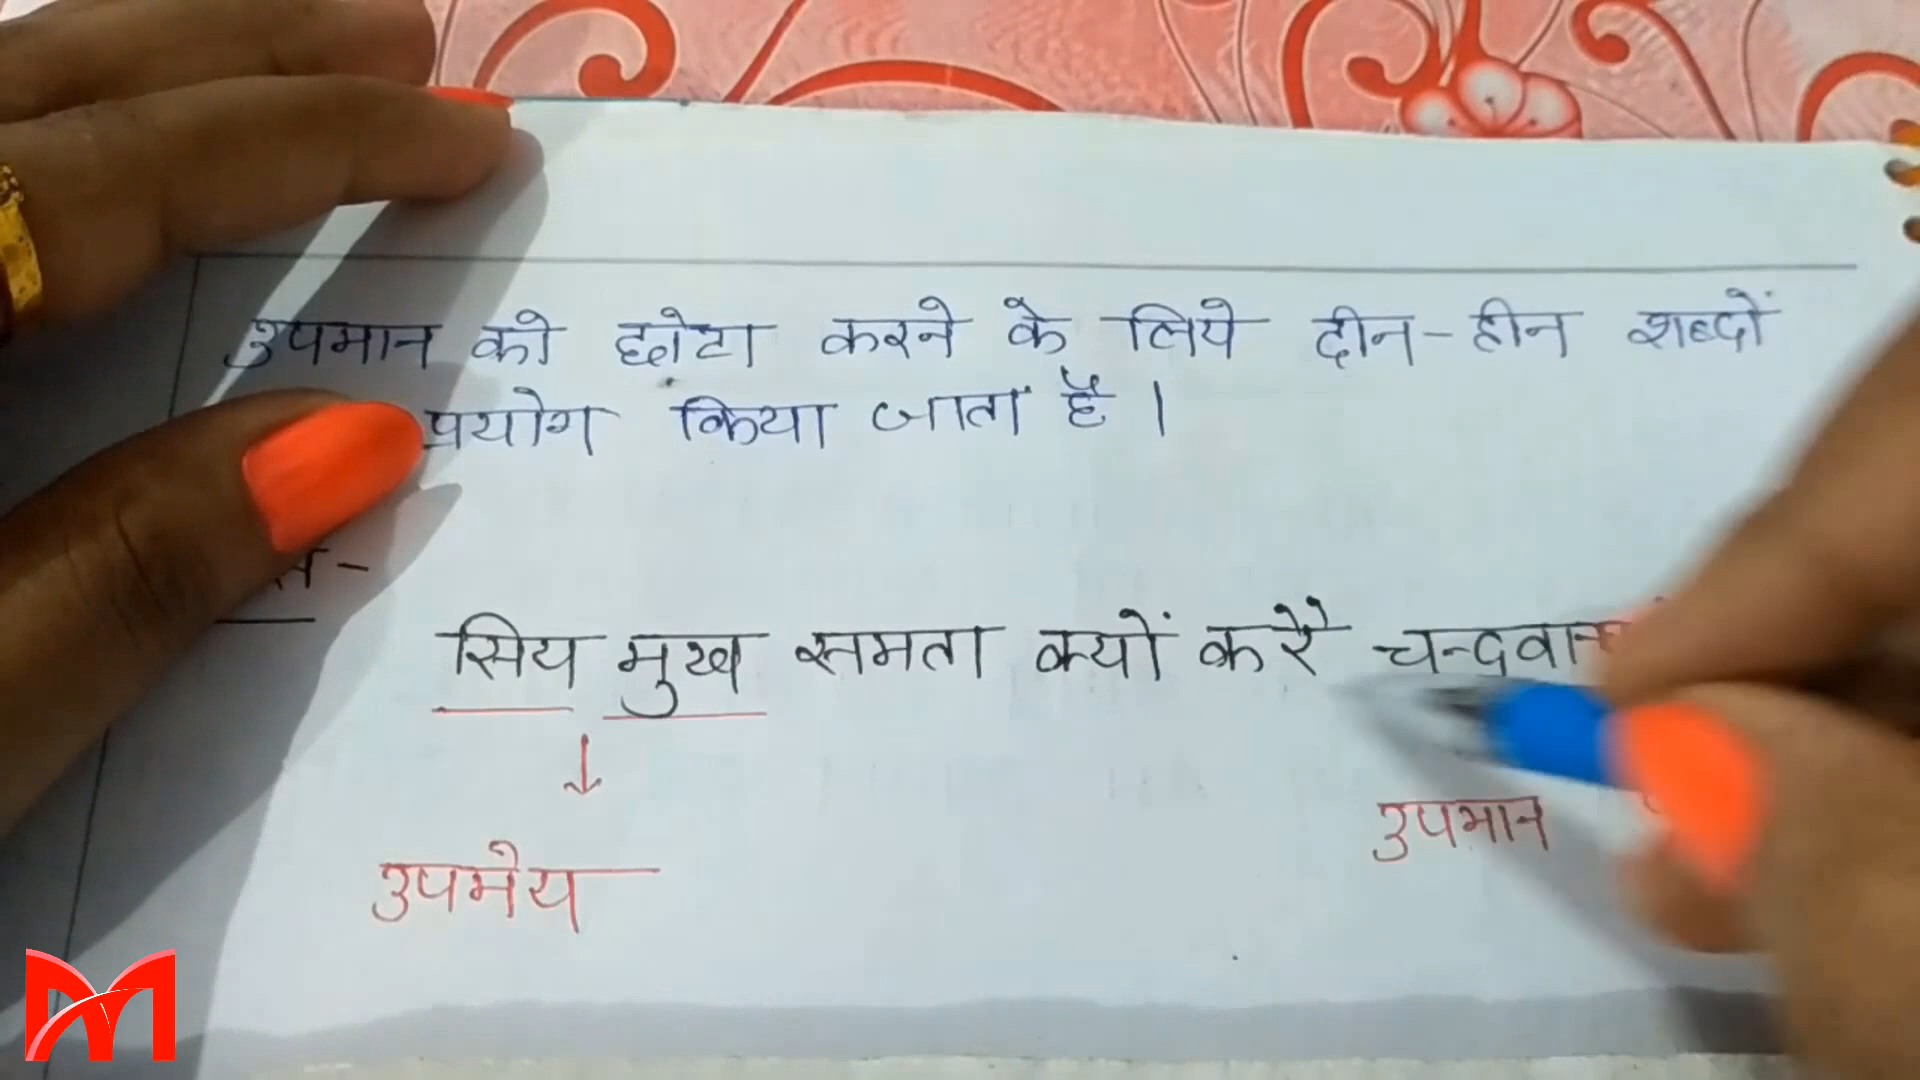 उपमान को छोटा करने के लिये दीन-हीन शब्दों
प्रयोग किया जाता है।
सिय मुख समता क्यों करै
उपमान
उपमेय